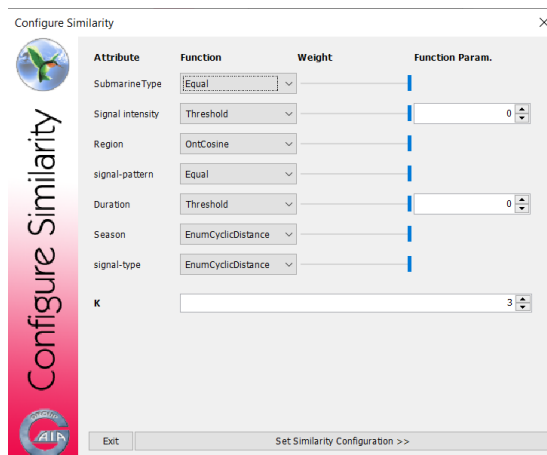 Configure Similarity
Attribute Function Weight Function Param.
SubmarineType Equal
Signal intensity Threshold 0
Region OntCosine
signal-pattern Equal
Duration Threshold 0
Season EnumCyclicDistance
signal-type EnumCyclicDistance
K 3
Configure Similarity
GAIA
Exit Set Similarity Configuration >>